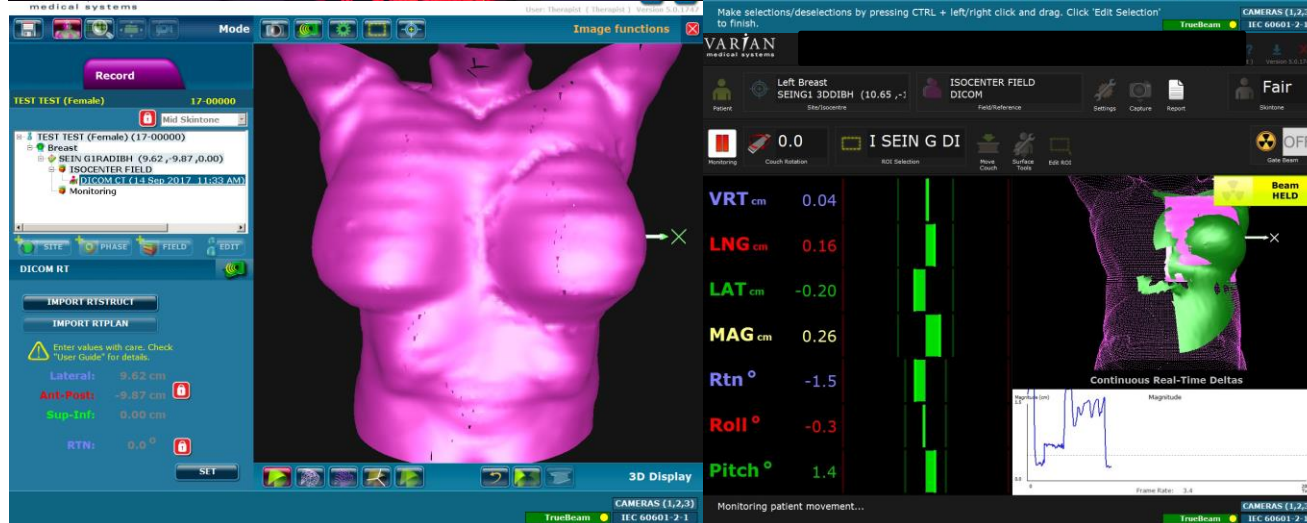 medical systems
User: Therapist ( Therapist ) Version 5.0.1747
Mode
Image functions
Record
TEST TEST (Female) 17-00000
Mid Skintone
TEST TEST (Female) (17-00000)
Breast
SEIN G1RADIBH (9.62 ,-9.87 ,0.00)
ISOCENTER FIELD
DICOM CT (14 Sep 2017 11:33 AM)
Monitoring
SITE
PHASE
FIELD
EDIT
DICOM RT
IMPORT RTSTRUCT
IMPORT RTPLAN
Enter values with care. Check
"User Guide" for details.
Lateral: 9.62 cm
Ant-Post: -9.87 cm
Sup-Inf: 0.00 cm
RTN: 0.0 °
SET
3D Display
CAMERAS (1,2,3)
TrueBeam IEC 60601-2-1
Make selections/deselections by pressing CTRL + left/right click and drag. Click 'Edit Selection'
to finish.
CAMERAS (1,2,3
TrueBeam IEC 60601-2-1
VARIAN
medical systems
Patient
Left Breast
SEING1 3DDIBH (10.65 ,-1
Site/Isocentre
ISOCENTER FIELD
DICOM
Field/Reference
Settings
Capture
Report
Fair
Skintone
Monitoring
0.0
Couch Rotation
I SEIN G DI
ROI Selection
Move
Couch
Surface
Tools
Edit ROI
OFF
Gate Beam
Beam
HELD
VRT cm 0.04
LNG cm 0.16
LAT cm -0.20
MAG cm 0.26
Rtn ° -1.5
Roll ° -0.3
Pitch ° 1.4
Continuous Real-Time Deltas
Magnitude (cm)
Magnitude
0.0
Frame Rate: 3.4
Monitoring patient movement...
CAMERAS (1,2,
TrueBeam IEC 60601-2-1